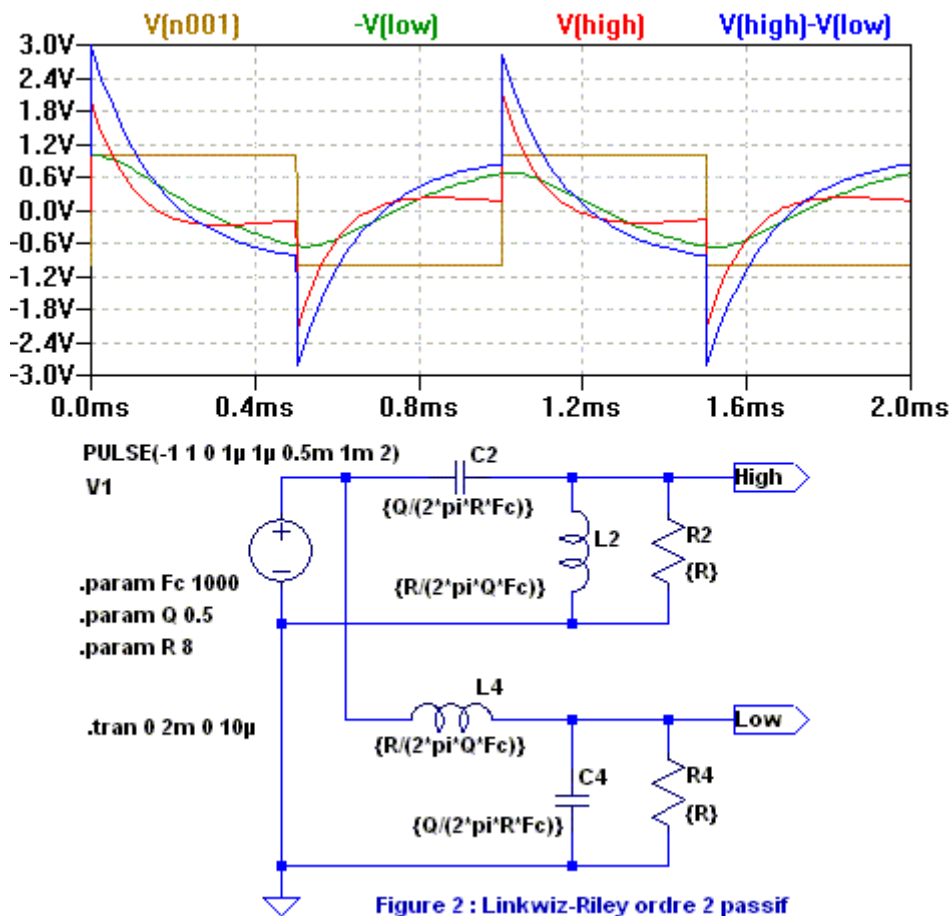 V(n001) -V(low) V(high) V(high)-V(low)
3.0V
2.4V
1.8V
1.2V
0.6V
0.0V
-0.6V
-1.2V
-1.8V
-2.4V
-3.0V
0.0ms 0.4ms 0.8ms 1.2ms 1.6ms 2.0ms
PULSE(-1 1 0 1µ 1µ 0.5m 1m 2)
V1
C2
{Q/(2*pi*R*Fc)}
High
L2
{R/(2*pi*Q*Fc)}
R2
{R}
.param Fc 1000
.param Q 0.5
.param R 8
.tran 0 2m 0 10µ
L4
{R/(2*pi*Q*Fc)}
Low
C4
{Q/(2*pi*R*Fc)}
R4
{R}
Figure 2 : Linkwiz-Riley ordre 2 passif